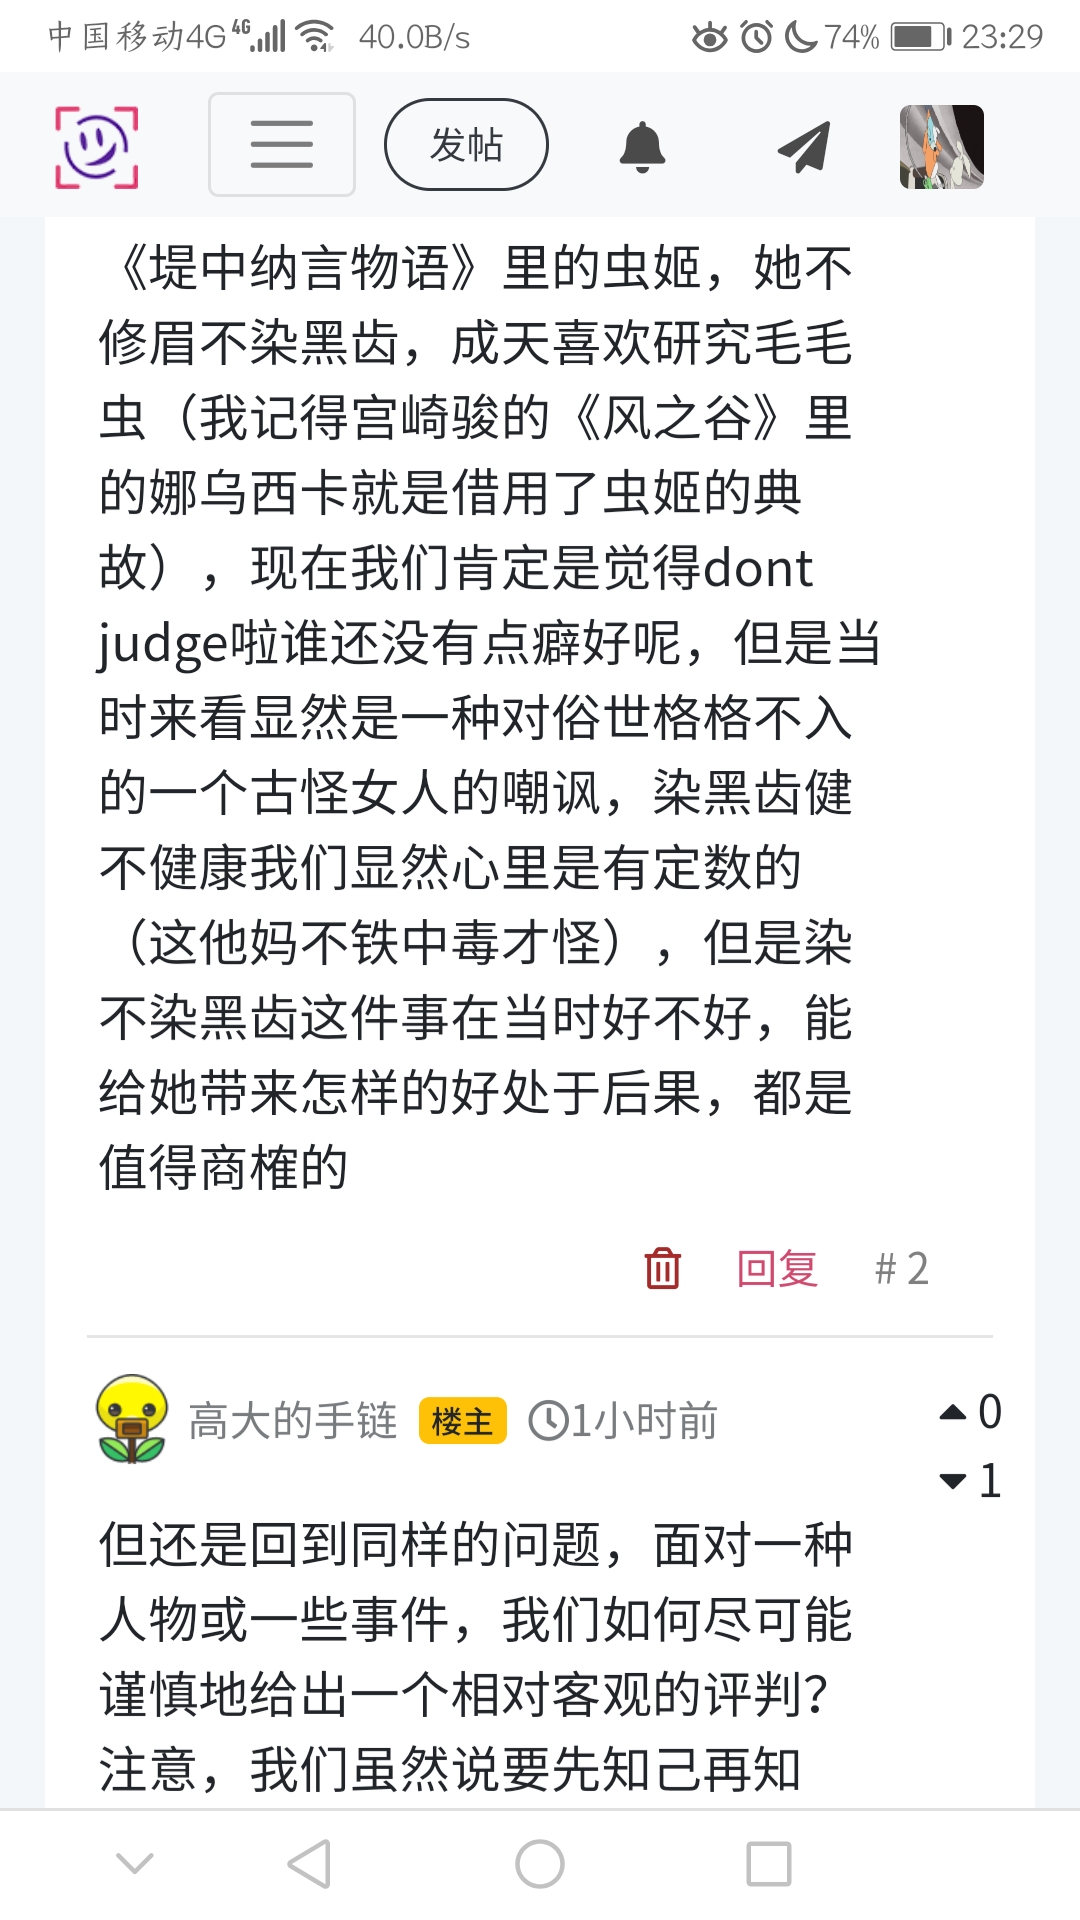 中国移动4G 4G 40.0B/s 74% 23:29
发帖
《堤中纳言物语》里的虫姬，她不
修眉不染黑齿，成天喜欢研究毛毛
虫（我记得宫崎骏的《风之谷》里
的娜乌西卡就是借用了虫姬的典
故），现在我们肯定是觉得dont
judge啦谁还没有点癖好呢，但是当
时来看显然是一种对俗世格格不入
的一个古怪女人的嘲讽，染黑齿健
不健康我们显然心里是有定数的
（这他妈不铁中毒才怪），但是染
不染黑齿这件事在当时好不好，能
给她带来怎样的好处于后果，都是
值得商榷的
回复 # 2
高大的手链 楼主 1小时前 0
1
但还是回到同样的问题，面对一种
人物或一些事件，我们如何尽可能
谨慎地给出一个相对客观的评判？
注意，我们虽然说要先知己再知